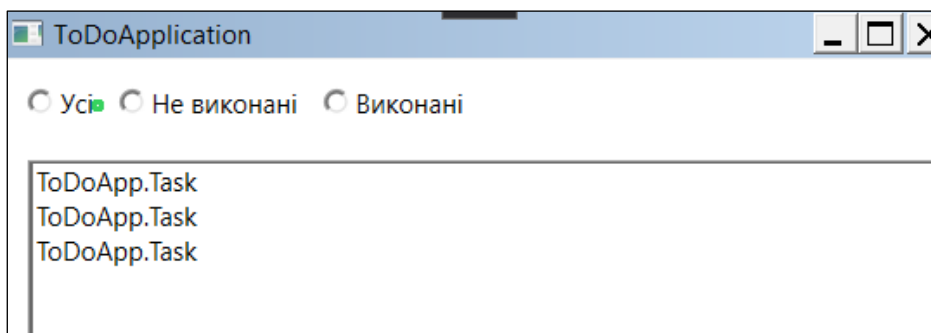 ToDoApplication
Усі Не виконані Виконані
ToDoApp.Task
ToDoApp.Task
ToDoApp.Task